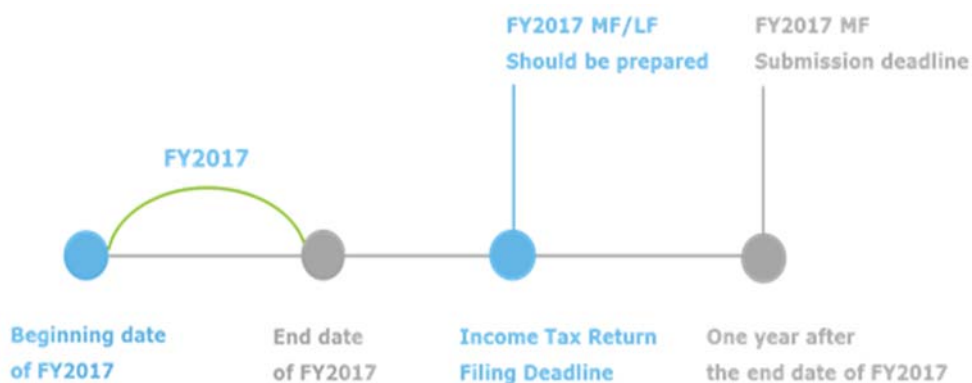 FY2017 MF/LF
Should be prepared
FY2017 MF
Submission deadline
FY2017
Beginning date
of FY2017
End date
of FY2017
Income Tax Return
Filing Deadline
One year after
the end date of FY2017